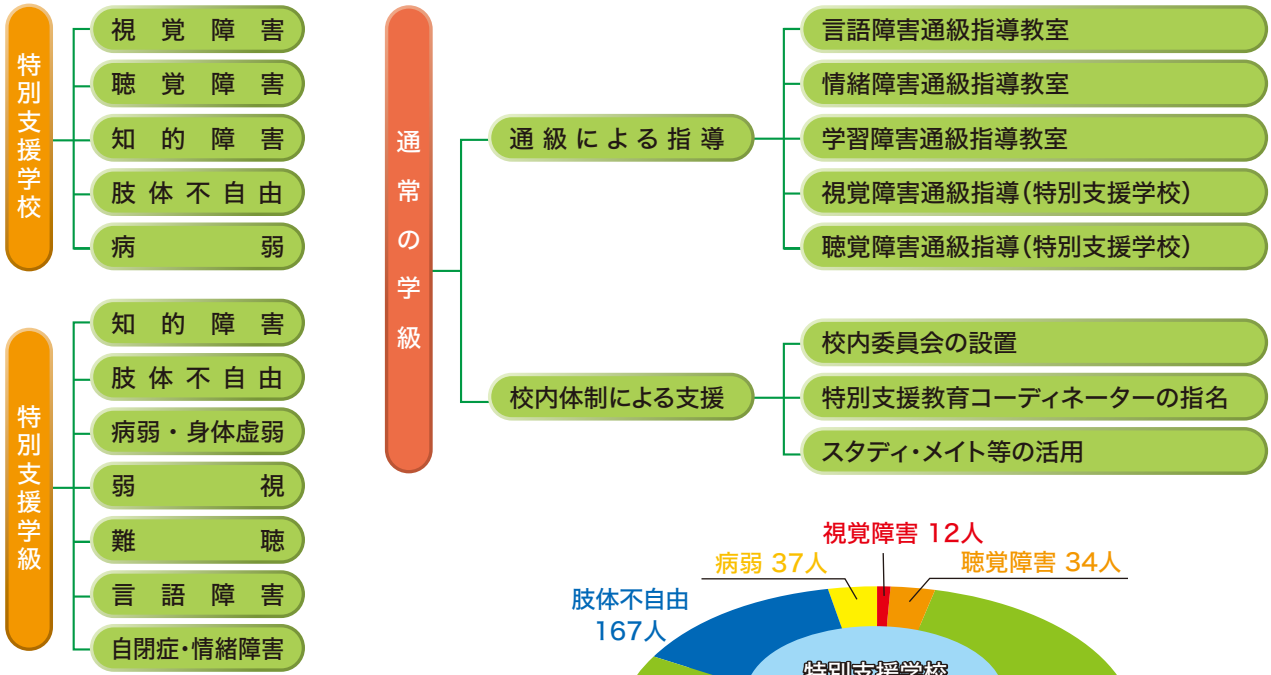 特別支援学校
視覚障害
聴覚障害
知的障害
肢体不自由
病弱
特別支援学級
知的障害
肢体不自由
病弱・身体虚弱
弱視
難聴
言語障害
自閉症・情緒障害
通常の学級
通級による指導
言語障害通級指導教室
情緒障害通級指導教室
学習障害通級指導教室
視覚障害通級指導(特別支援学校)
聴覚障害通級指導(特別支援学校)
校内体制による支援
校内委員会の設置
特別支援教育コーディネーターの指名
スタディ・メイト等の活用
視覚障害 12人
病弱 37人
聴覚障害 34人
肢体不自由
167人
特別支援学校